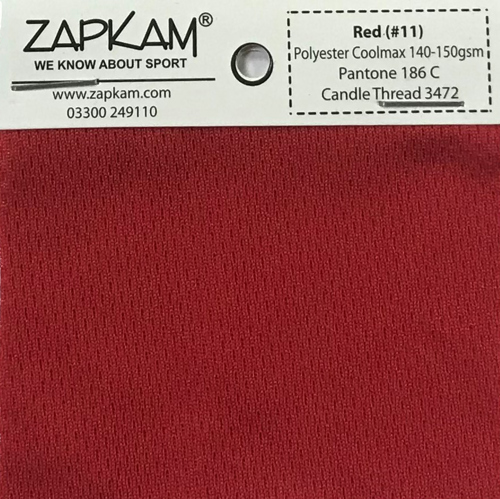 ZAPKAM®
WE KNOW ABOUT SPORT
www.zapkam.com
03300 249110
Red (#11)
Polyester Coolmax 140-150gsm
Pantone 186 C
Candle Thread 3472